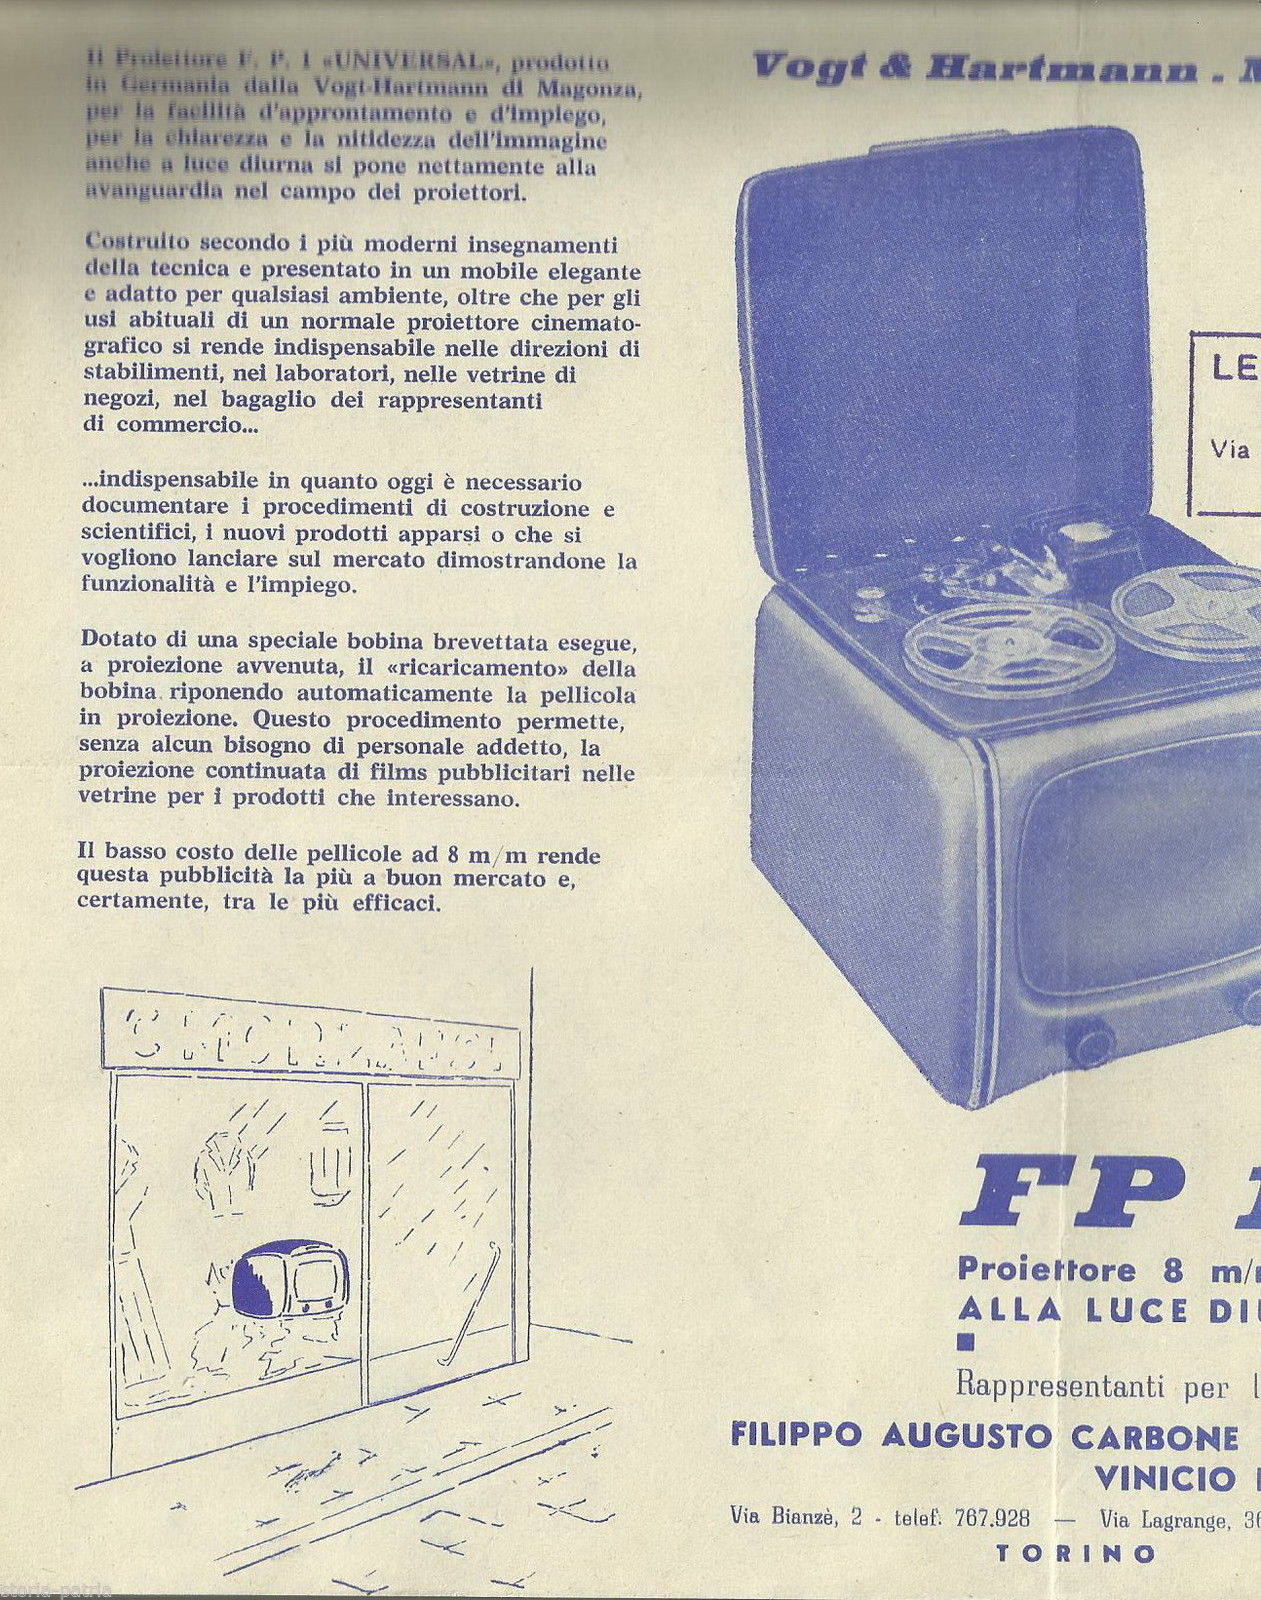 Il Proiettore F. P. 1 «UNIVERSAL», prodotto
in Germania dalla Vogt-Hartmann di Magonza,
per la facilità d'approntamento e d'impiego,
per la chiarezza e la nitidezza dell'immagine
anche a luce diurna si pone nettamente alla
avanguardia nel campo dei proiettori.
Costruito secondo i più moderni insegnamenti
della tecnica e presentato in un mobile elegante
e adatto per qualsiasi ambiente, oltre che per gli
usi abituali di un normale proiettore cinemato-
grafico si rende indispensabile nelle direzioni di
stabilimenti, nei laboratori, nelle vetrine di
negozi, nel bagaglio dei rappresentanti
di commercio...
...indispensabile in quanto oggi è necessario
documentare i procedimenti di costruzione e
scientifici, i nuovi prodotti apparsi o che si
vogliono lanciare sul mercato dimostrandone la
funzionalità e l'impiego.
Dotato di una speciale bobina brevettata esegue,
a proiezione avvenuta, il «ricaricamento» della
bobina riponendo automaticamente la pellicola
in proiezione. Questo procedimento permette,
senza alcun bisogno di personale addetto, la
proiezione continuata di films pubblicitari nelle
vetrine per i prodotti che interessano.
Il basso costo delle pellicole ad 8 m/m rende
questa pubblicità la più a buon mercato e,
certamente, tra le più efficaci.
Vogt & Hartmann . M
LE
Via
FP
Proiettore 8 m/
ALLA LUCE DIU
Rappresentanti per l
FILIPPO AUGUSTO CARBONE
VINICIO
Via Bianzè, 2 - telef. 767.928 — Via Lagrange, 36
TORINO
storia-patria